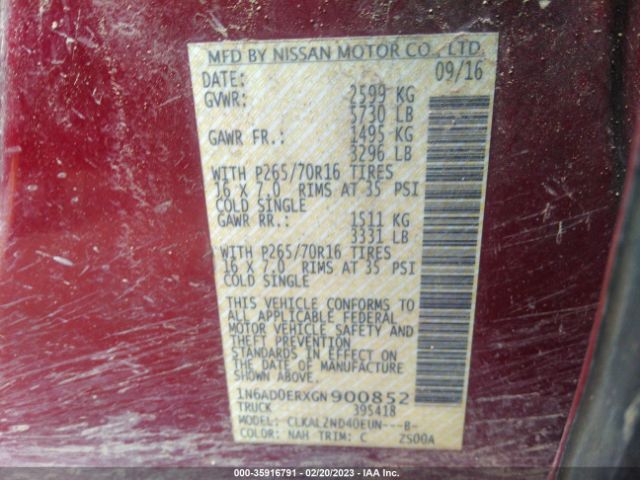 MFD BY NISSAN MOTOR CO., LTD.
DATE: 09/16
GVWR: 2599 KG
5730 LB
GAWR FR.: 1495 KG
3296 LB
WITH P265/70R16 TIRES
16 X 7.0 RIMS AT 35 PSI
COLD SINGLE
GAWR RR.: 1511 KG
3331 LB
WITH P265/70R16 TIRES
16 X 7.0 RIMS AT 35 PSI
COLD SINGLE
THIS VEHICLE CONFORMS TO
ALL APPLICABLE FEDERAL
MOTOR VEHICLE SAFETY AND
THEFT PREVENTION
STANDARDS IN EFFECT ON
THE DATE OF MANUFACTURE
SHOWN ABOVE.
1N6AD0ERXGN900852
TRUCK 395418
MODEL: CLKALZND40EUN---B-
COLOR: NAH TRIM: C ZS00A
000-35916791 - 02/20/2023 - IAAI.COM